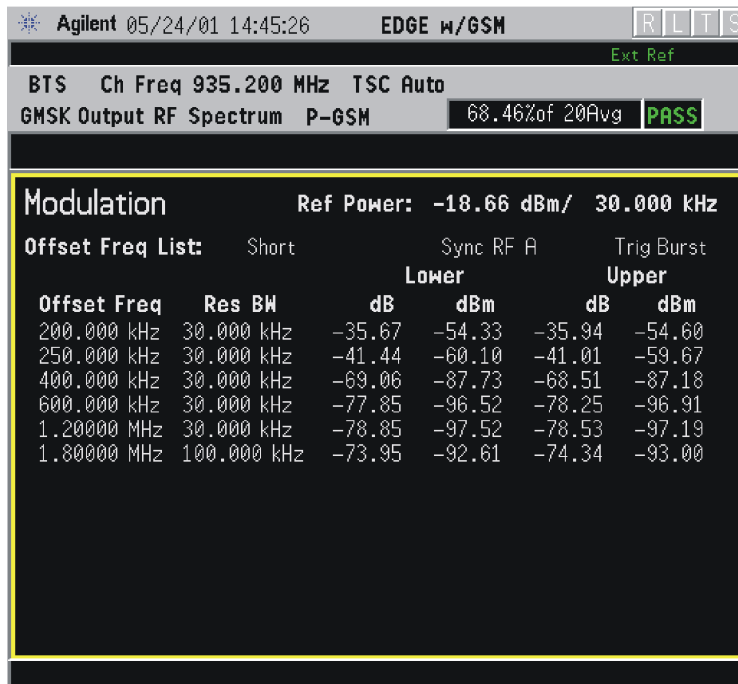 Agilent 05/24/01 14:45:26 EDGE w/GSM R L T S
Ext Ref
BTS Ch Freq 935.200 MHz TSC Auto
GMSK Output RF Spectrum P-GSM 68.46%of 20Avg PASS
Modulation Ref Power: -18.66 dBm/ 30.000 kHz
Offset Freq List: Short Sync RF A Trig Burst
Lower Upper
Offset Freq Res BW dB dBm dB dBm
200.000 kHz 30.000 kHz -35.67 -54.33 -35.94 -54.60
250.000 kHz 30.000 kHz -41.44 -60.10 -41.01 -59.67
400.000 kHz 30.000 kHz -69.06 -87.73 -68.51 -87.18
600.000 kHz 30.000 kHz -77.85 -96.52 -78.25 -96.91
1.20000 MHz 30.000 kHz -78.85 -97.52 -78.53 -97.19
1.80000 MHz 100.000 kHz -73.95 -92.61 -74.34 -93.00